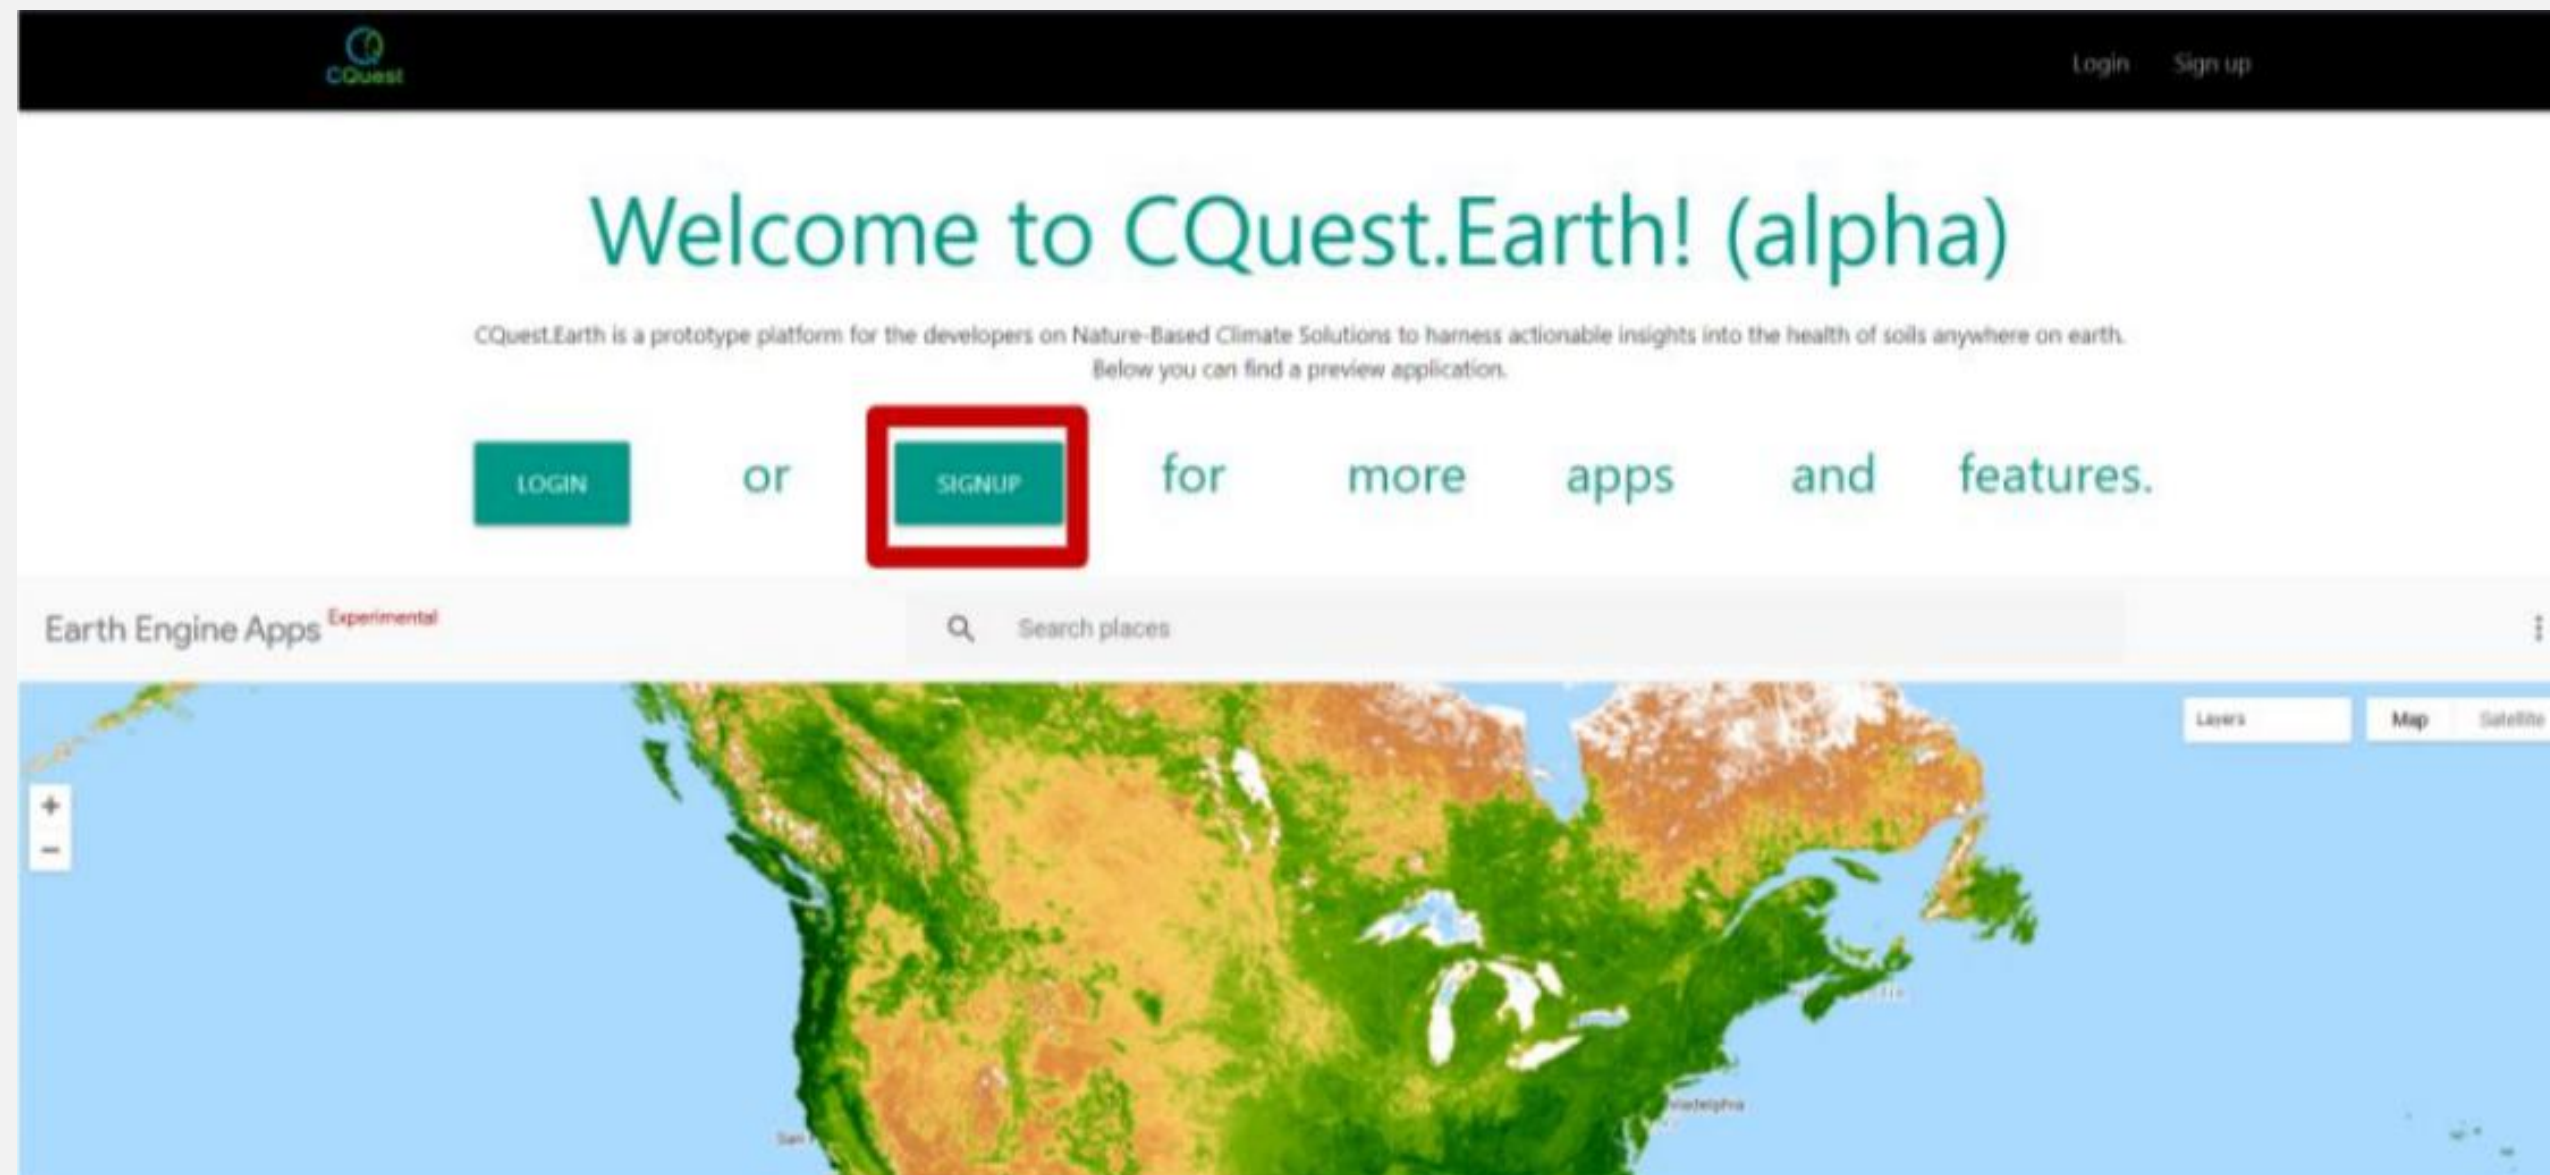 CQuest
Login Sign up
Welcome to CQuest.Earth! (alpha)
CQuest.Earth is a prototype platform for the developers on Nature-Based Climate Solutions to harness actionable insights into the health of soils anywhere on earth.
Below you can find a preview application.
LOGIN or SIGNUP for more apps and features.
Earth Engine Apps Experimental
Search places
Layers Map Satellite
+
−
San